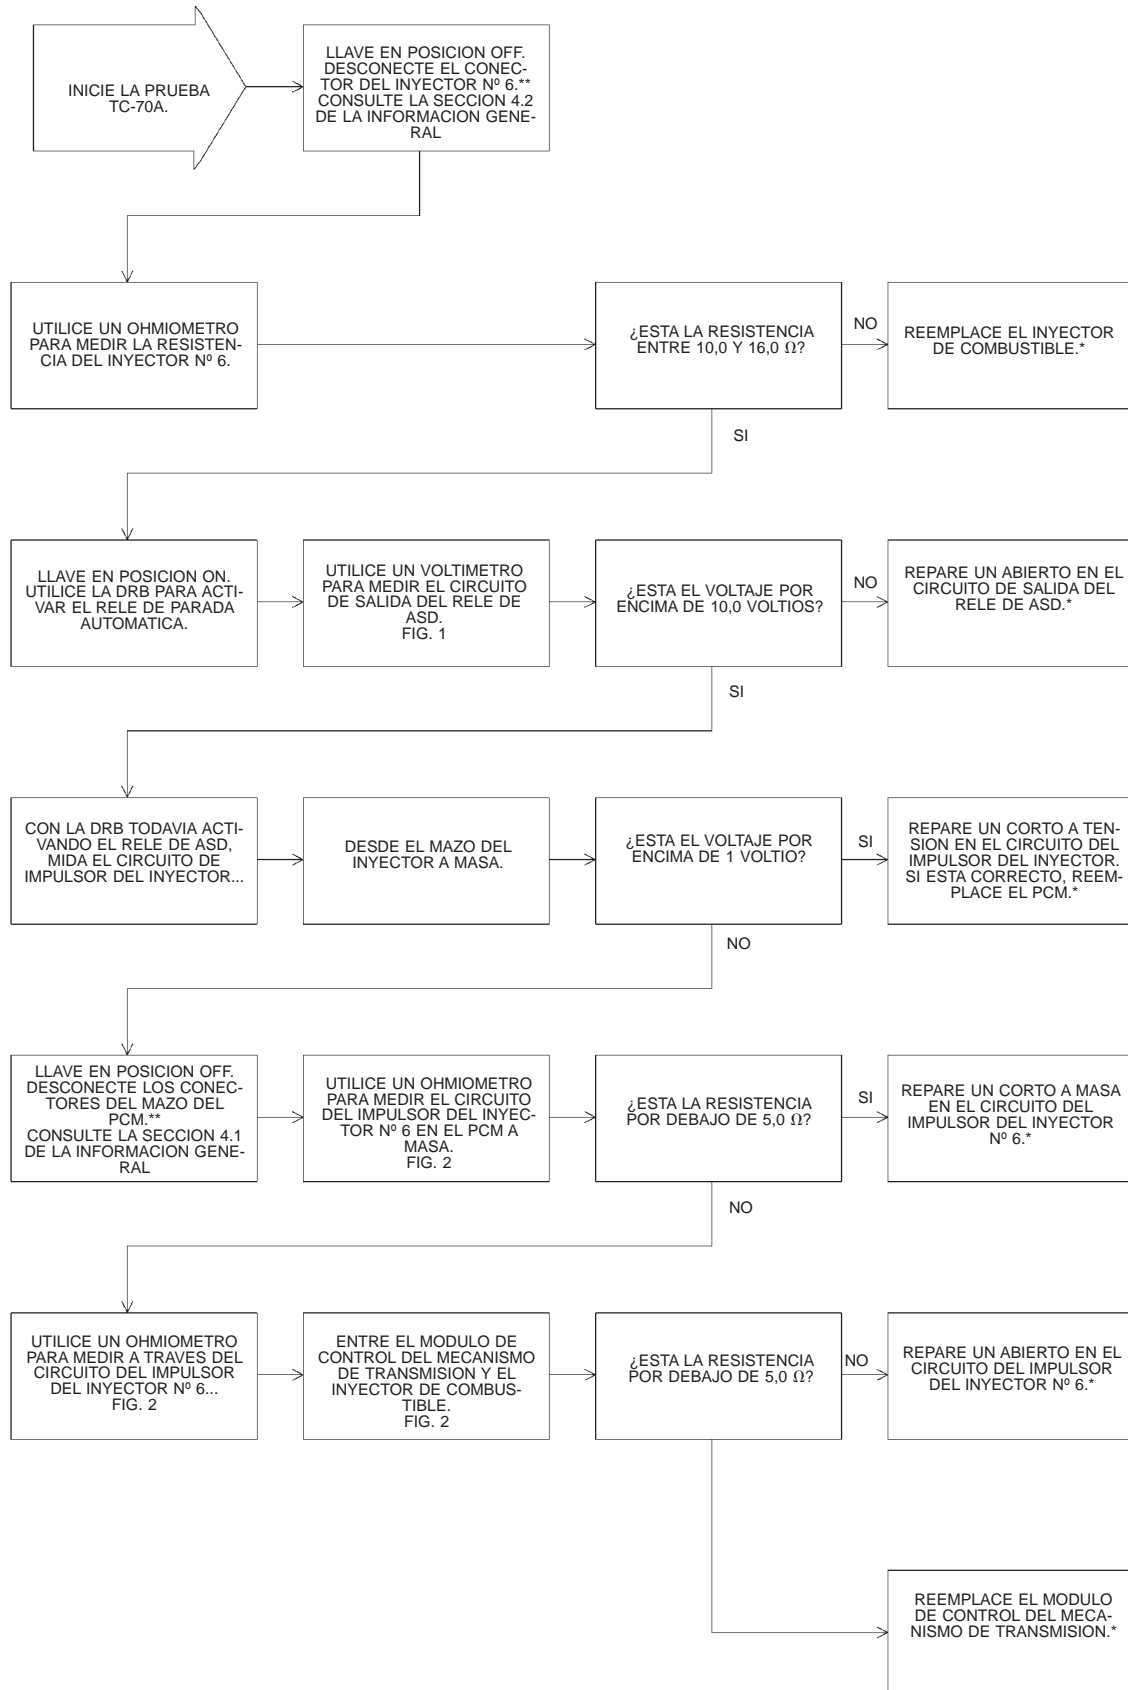 INICIE LA PRUEBA
TC-70A.
LLAVE EN POSICION OFF.
DESCONECTE EL CONEC-
TOR DEL INYECTOR Nº 6.**
CONSULTE LA SECCION 4.2
DE LA INFORMACION GENE-
RAL
UTILICE UN OHMIOMETRO
PARA MEDIR LA RESISTEN-
CIA DEL INYECTOR Nº 6.
¿ESTA LA RESISTENCIA
ENTRE 10,0 Y 16,0 Ω?
NO
REEMPLACE EL INYECTOR
DE COMBUSTIBLE.*
SI
LLAVE EN POSICION ON.
UTILICE LA DRB PARA ACTI-
VAR EL RELE DE PARADA
AUTOMATICA.
UTILICE UN VOLTIMETRO
PARA MEDIR EL CIRCUITO
DE SALIDA DEL RELE DE
ASD.
FIG. 1
¿ESTA EL VOLTAJE POR
ENCIMA DE 10,0 VOLTIOS?
NO
REPARE UN ABIERTO EN EL
CIRCUITO DE SALIDA DEL
RELE DE ASD.*
SI
CON LA DRB TODAVIA ACTI-
VANDO EL RELE DE ASD,
MIDA EL CIRCUITO DE
IMPULSOR DEL INYECTOR...
DESDE EL MAZO DEL
INYECTOR A MASA.
¿ESTA EL VOLTAJE POR
ENCIMA DE 1 VOLTIO?
SI
REPARE UN CORTO A TEN-
SION EN EL CIRCUITO DEL
IMPULSOR DEL INYECTOR.
SI ESTA CORRECTO, REEM-
PLACE EL PCM.*
NO
LLAVE EN POSICION OFF.
DESCONECTE LOS CONEC-
TORES DEL MAZO DEL
PCM.**
CONSULTE LA SECCION 4.1
DE LA INFORMACION GENE-
RAL
UTILICE UN OHMIOMETRO
PARA MEDIR EL CIRCUITO
DEL IMPULSOR DEL INYEC-
TOR Nº 6 EN EL PCM A
MASA.
FIG. 2
¿ESTA LA RESISTENCIA
POR DEBAJO DE 5,0 Ω?
SI
REPARE UN CORTO A MASA
EN EL CIRCUITO DEL
IMPULSOR DEL INYECTOR
Nº 6.*
NO
UTILICE UN OHMIOMETRO
PARA MEDIR A TRAVES DEL
CIRCUITO DEL IMPULSOR
DEL INYECTOR Nº 6...
FIG. 2
ENTRE EL MODULO DE
CONTROL DEL MECANISMO
DE TRANSMISION Y EL
INYECTOR DE COMBUS-
TIBLE.
FIG. 2
¿ESTA LA RESISTENCIA
POR DEBAJO DE 5,0 Ω?
NO
REPARE UN ABIERTO EN EL
CIRCUITO DEL IMPULSOR
DEL INYECTOR Nº 6.*
REEMPLACE EL MODULO
DE CONTROL DEL MECA-
NISMO DE TRANSMISION.*